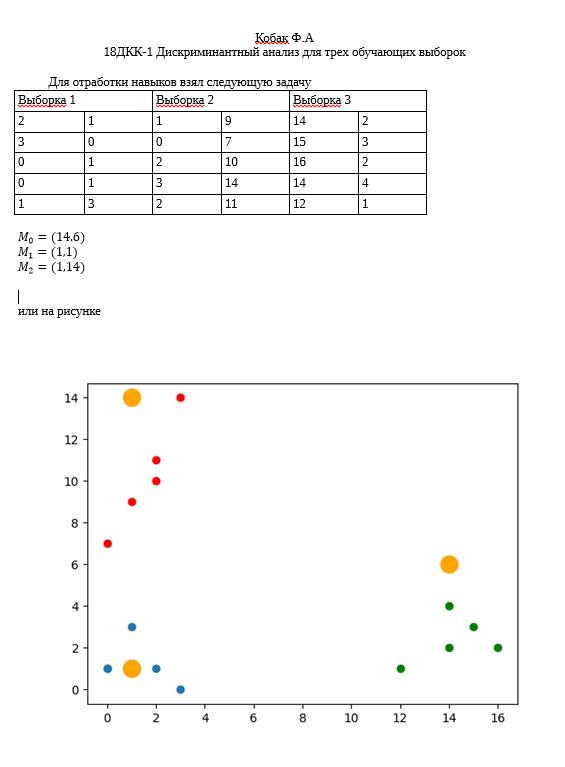 Кобак Ф.А
18ДКК-1 Дискриминантный анализ для трех обучающих выборок
Для отработки навыков взял следующую задачу
Выборка 1 Выборка 2 Выборка 3
2 1 1 9 14 2
3 0 0 7 15 3
0 1 2 10 16 2
0 1 3 14 14 4
1 3 2 11 12 1
M₀ = (14,6)
M₁ = (1,1)
M₂ = (1,14)
или на рисунке
14
12
10
8
6
4
2
0
0 2 4 6 8 10 12 14 16